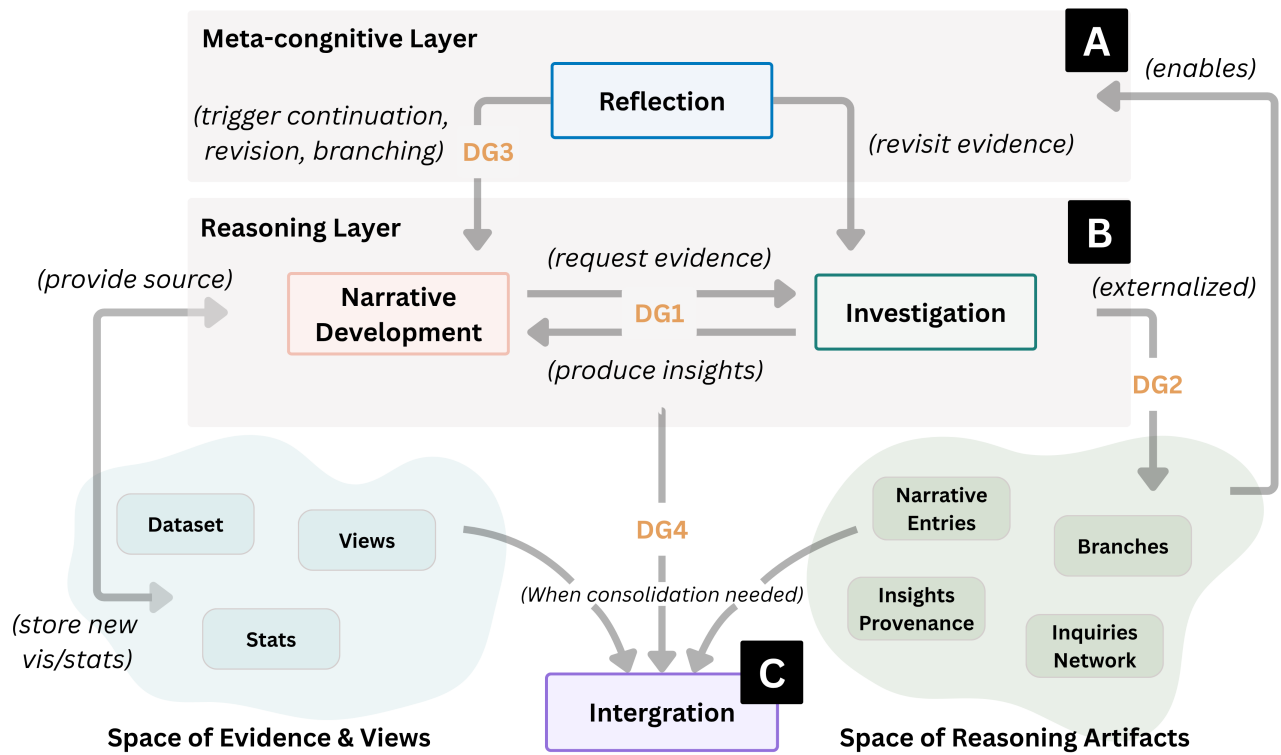 Meta-congnitive Layer
A
(enables)
Reflection
(trigger continuation,
revision, branching)
DG3
(revisit evidence)
Reasoning Layer
B
(provide source)
(request evidence)
(externalized)
Narrative
Development
DG1
Investigation
(produce insights)
DG2
Dataset
Views
Stats
(store new
vis/stats)
DG4
(When consolidation needed)
Narrative
Entries
Branches
Insights
Provenance
Inquiries
Network
C
Intergration
Space of Evidence & Views
Space of Reasoning Artifacts